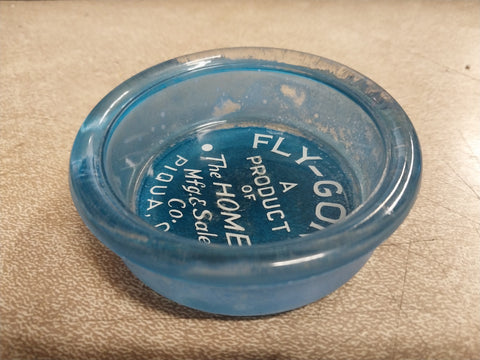 FLY-GO
A
PRODUCT
OF
The HOME
Mfg & Sale
Co.
PIQUA,